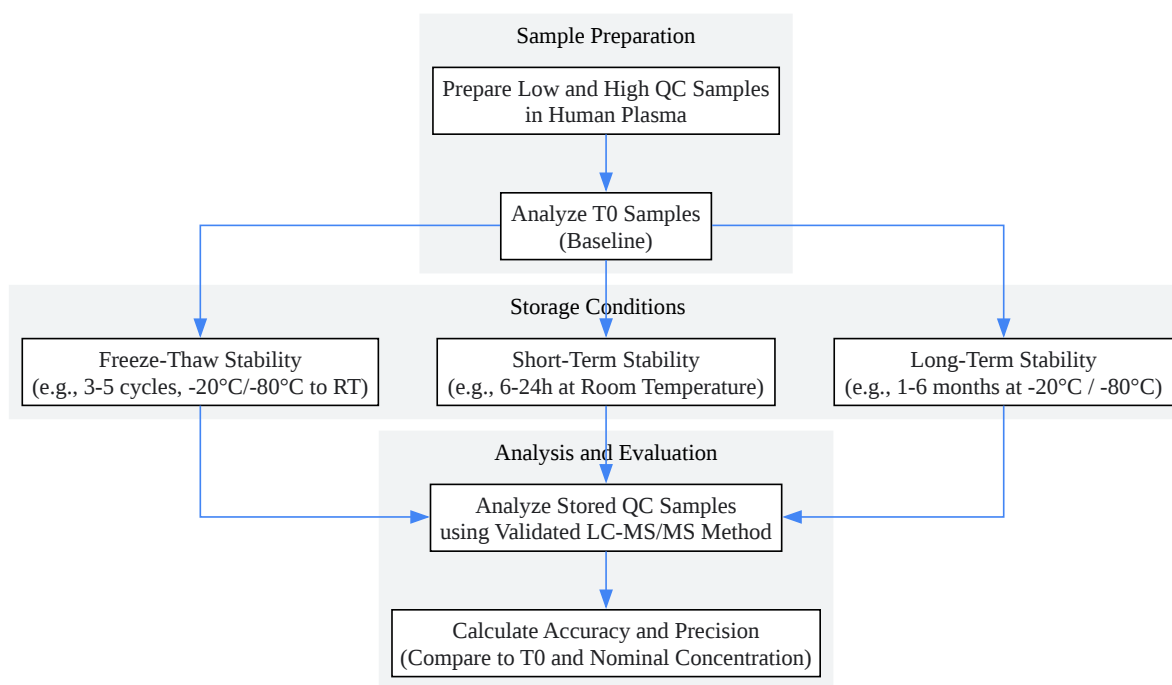 Sample Preparation
Prepare Low and High QC Samples
in Human Plasma
Analyze T0 Samples
(Baseline)
Storage Conditions
Freeze-Thaw Stability
(e.g., 3-5 cycles, -20°C/-80°C to RT)
Short-Term Stability
(e.g., 6-24h at Room Temperature)
Long-Term Stability
(e.g., 1-6 months at -20°C / -80°C)
Analysis and Evaluation
Analyze Stored QC Samples
using Validated LC-MS/MS Method
Calculate Accuracy and Precision
(Compare to T0 and Nominal Concentration)